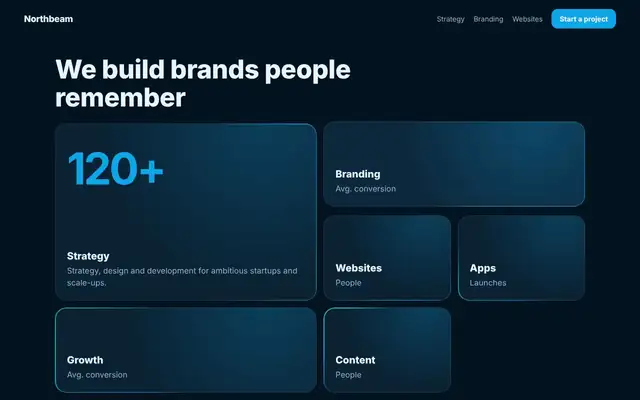 Northbeam
Strategy
Branding
Websites
Start a project
We build brands people
remember
120+
Strategy
Strategy, design and development for ambitious startups and
scale-ups.
Branding
Avg. conversion
Websites
People
Apps
Launches
Growth
Avg. conversion
Content
People